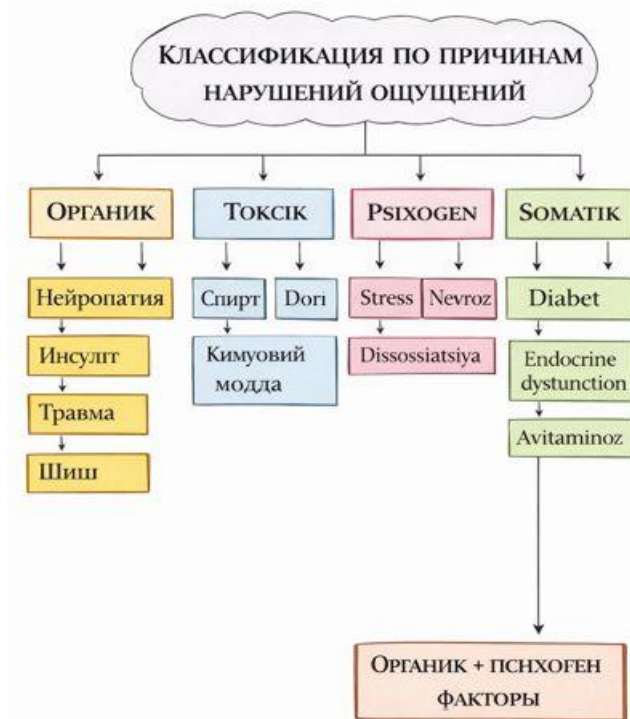 Классификация по причинам
нарушений ощущений
Органик
Токсік
Psixogen
Somatik
Нейропатия
Спирт
Dori
Stress
Nevroz
Diabet
Инсулт
Кимуовий
модда
Dissossiatsiya
Endocrine
dystunction
Травма
Avitaminoz
Шиш
Органик + пснхоген
факторы